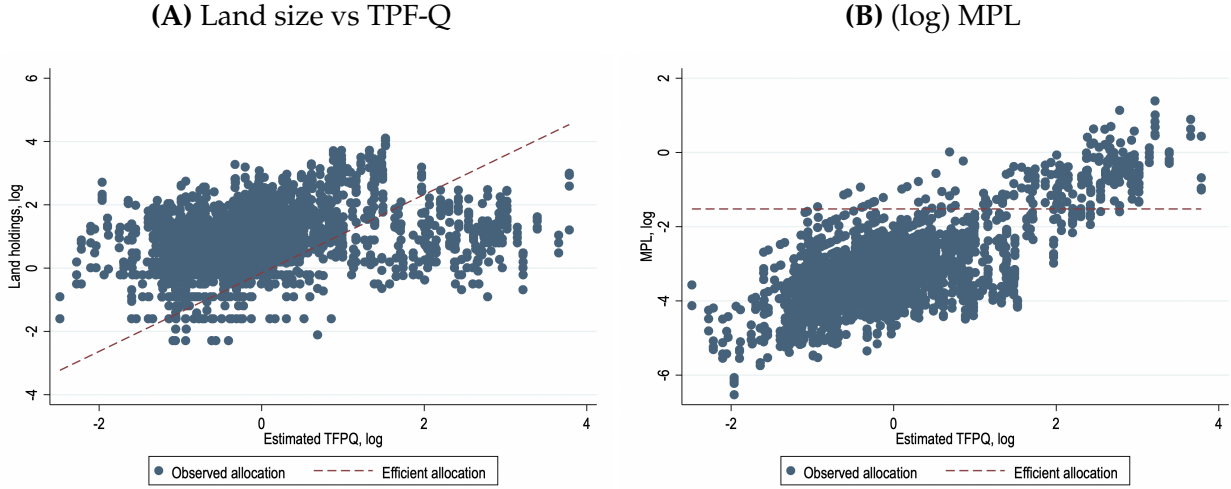 (A) Land size vs TPF-Q
6
4
2
0
-2
-4
Land holdings, log
-2 0 2 4
Estimated TFPQ, log
Observed allocation Efficient allocation
(B) (log) MPL
2
0
-2
-4
-6
MPL, log
-2 0 2 4
Estimated TFPQ, log
Observed allocation Efficient allocation